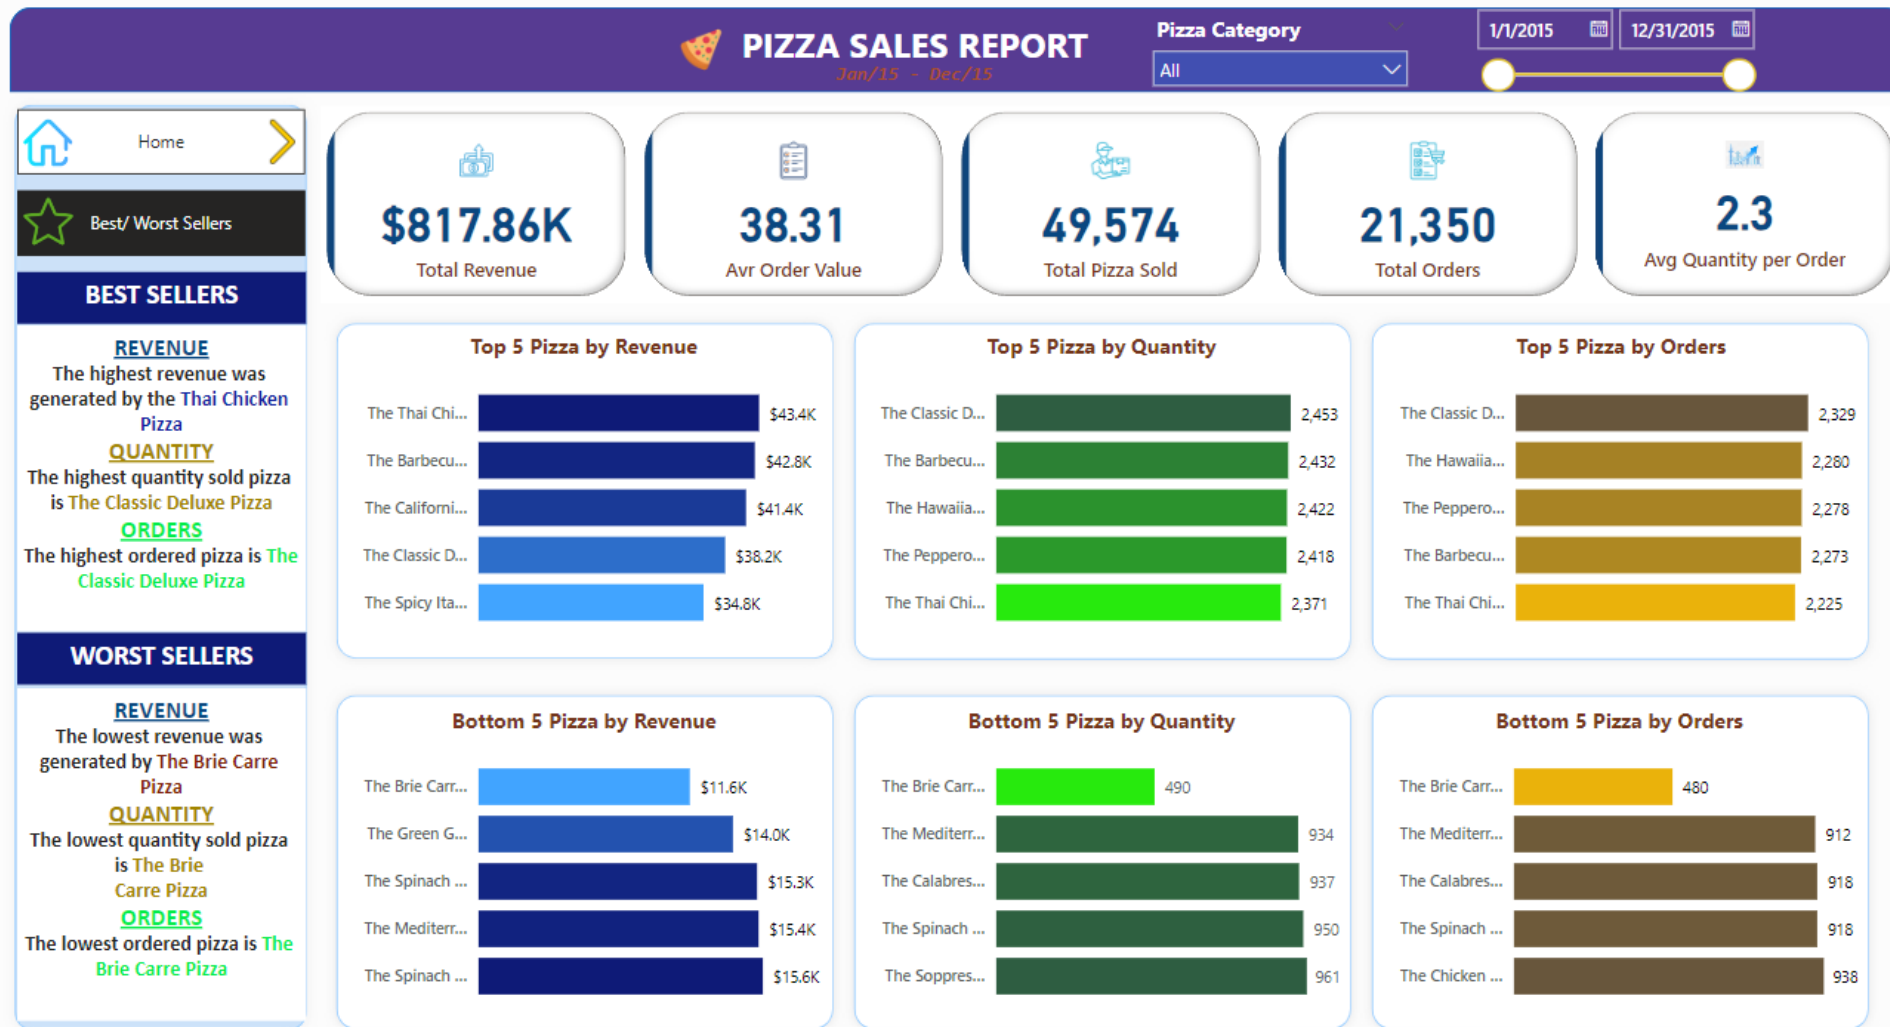 PIZZA SALES REPORT
Jan/15 - Dec/15
Pizza Category
All
1/1/2015
12/31/2015
Home
Best/ Worst Sellers
$817.86K
Total Revenue
38.31
Avr Order Value
49,574
Total Pizza Sold
21,350
Total Orders
2.3
Avg Quantity per Order
BEST SELLERS
REVENUE
The highest revenue was
generated by the Thai Chicken
Pizza
QUANTITY
The highest quantity sold pizza
is The Classic Deluxe Pizza
ORDERS
The highest ordered pizza is The
Classic Deluxe Pizza
WORST SELLERS
REVENUE
The lowest revenue was
generated by The Brie Carre
Pizza
QUANTITY
The lowest quantity sold pizza
is The Brie
Carre Pizza
ORDERS
The lowest ordered pizza is The
Brie Carre Pizza
Top 5 Pizza by Revenue
The Thai Chi... $43.4K
The Barbecu... $42.8K
The Californi... $41.4K
The Classic D... $38.2K
The Spicy Ita... $34.8K
Top 5 Pizza by Quantity
The Classic D... 2,453
The Barbecu... 2,432
The Hawaiia... 2,422
The Peppero... 2,418
The Thai Chi... 2,371
Top 5 Pizza by Orders
The Classic D... 2,329
The Hawaiia... 2,280
The Peppero... 2,278
The Barbecu... 2,273
The Thai Chi... 2,225
Bottom 5 Pizza by Revenue
The Brie Carr... $11.6K
The Green G... $14.0K
The Spinach ... $15.3K
The Mediterr... $15.4K
The Spinach ... $15.6K
Bottom 5 Pizza by Quantity
The Brie Carr... 490
The Mediterr... 934
The Calabres... 937
The Spinach ... 950
The Soppres... 961
Bottom 5 Pizza by Orders
The Brie Carr... 480
The Mediterr... 912
The Calabres... 918
The Spinach ... 918
The Chicken ... 938